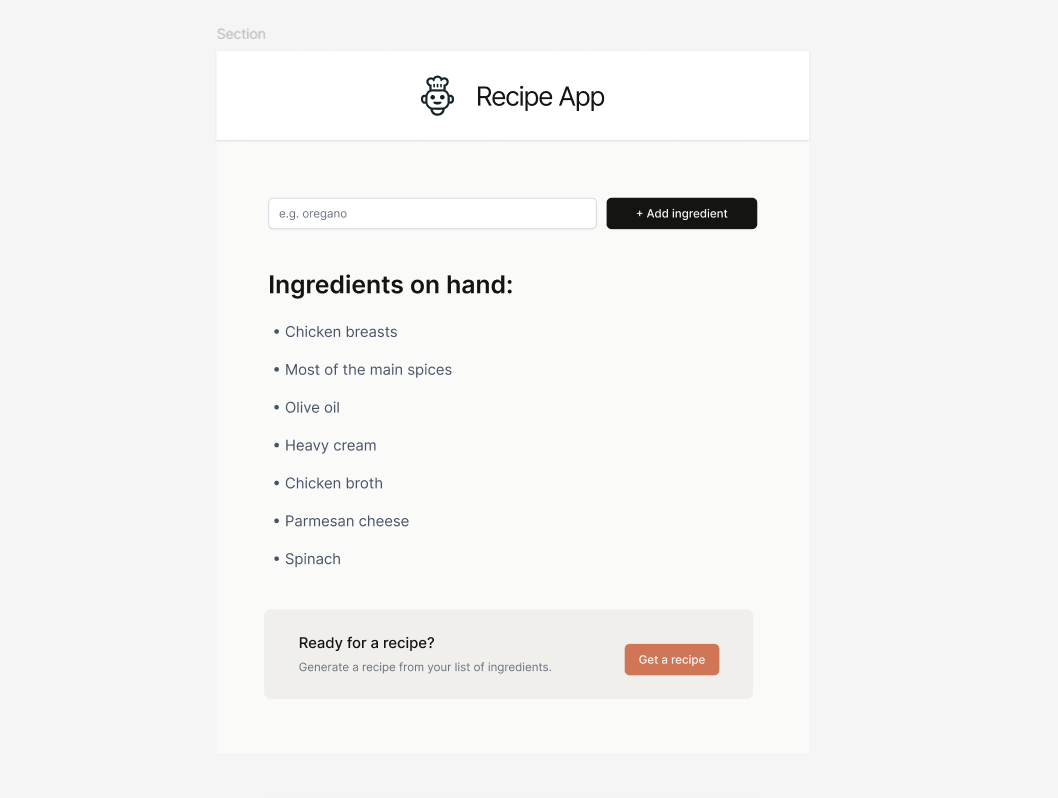 Section
Recipe App
e.g. oregano
+ Add ingredient
Ingredients on hand:
• Chicken breasts
• Most of the main spices
• Olive oil
• Heavy cream
• Chicken broth
• Parmesan cheese
• Spinach
Ready for a recipe?
Generate a recipe from your list of ingredients.
Get a recipe